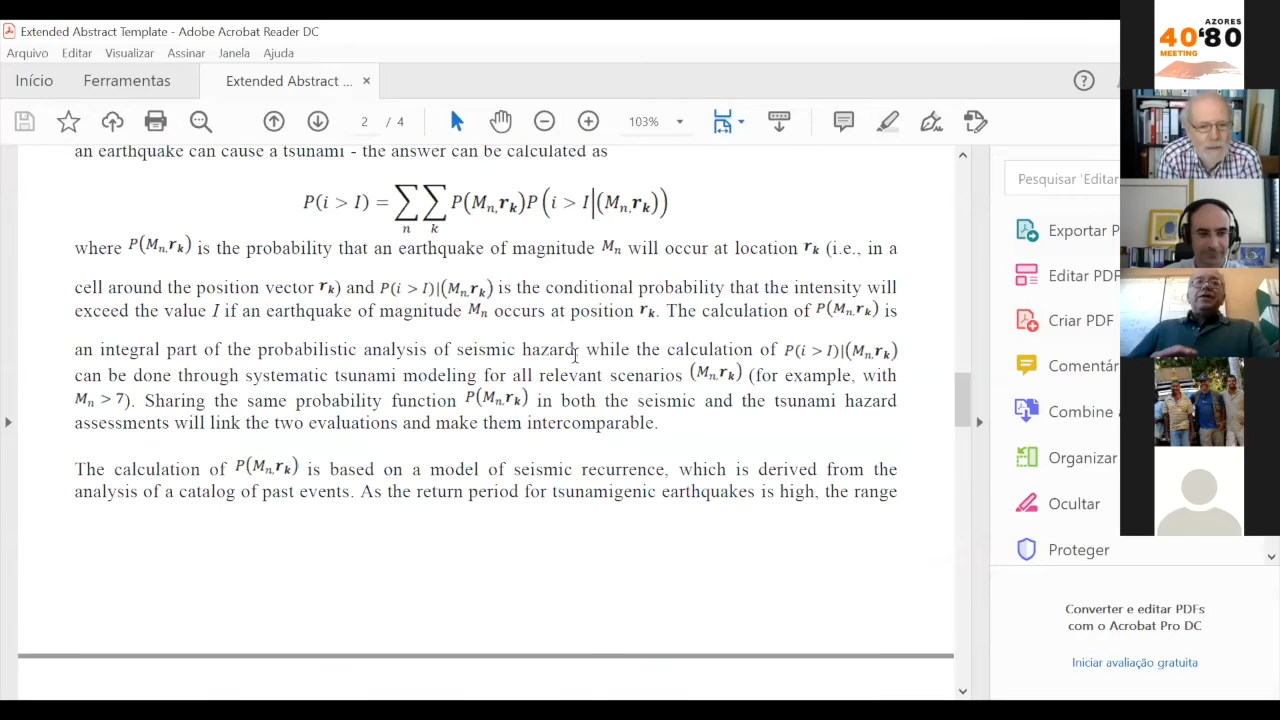 Extended Abstract Template - Adobe Acrobat Reader DC
Arquivo Editar Visualizar Assinar Janela Ajuda
Início Ferramentas Extended Abstract ... ×
2 / 4 103%
an earthquake can cause a tsunami - the answer can be calculated as
P(i > I) = ∑n ∑k P(Mn,rk)P(i > I|(Mn,rk))
where P(Mn,rk) is the probability that an earthquake of magnitude Mn will occur at location rk (i.e., in a
cell around the position vector rk) and P(i > I)|(Mn,rk) is the conditional probability that the intensity will
exceed the value I if an earthquake of magnitude Mn occurs at position rk. The calculation of P(Mn,rk) is
an integral part of the probabilistic analysis of seismic hazard, while the calculation of P(i > I)|(Mn,rk)
can be done through systematic tsunami modeling for all relevant scenarios (Mn,rk) (for example, with
Mn > 7). Sharing the same probability function P(Mn,rk) in both the seismic and the tsunami hazard
assessments will link the two evaluations and make them intercomparable.
The calculation of P(Mn,rk) is based on a model of seismic recurrence, which is derived from the
analysis of a catalog of past events. As the return period for tsunamigenic earthquakes is high, the range
Pesquisar 'Editar
Exportar P
Editar PDF
Criar PDF
Comentá
Combine a
Organizar
Ocultar
Proteger
Converter e editar PDFs
com o Acrobat Pro DC
Iniciar avaliação gratuita
AZORES
40‘80
MEETING